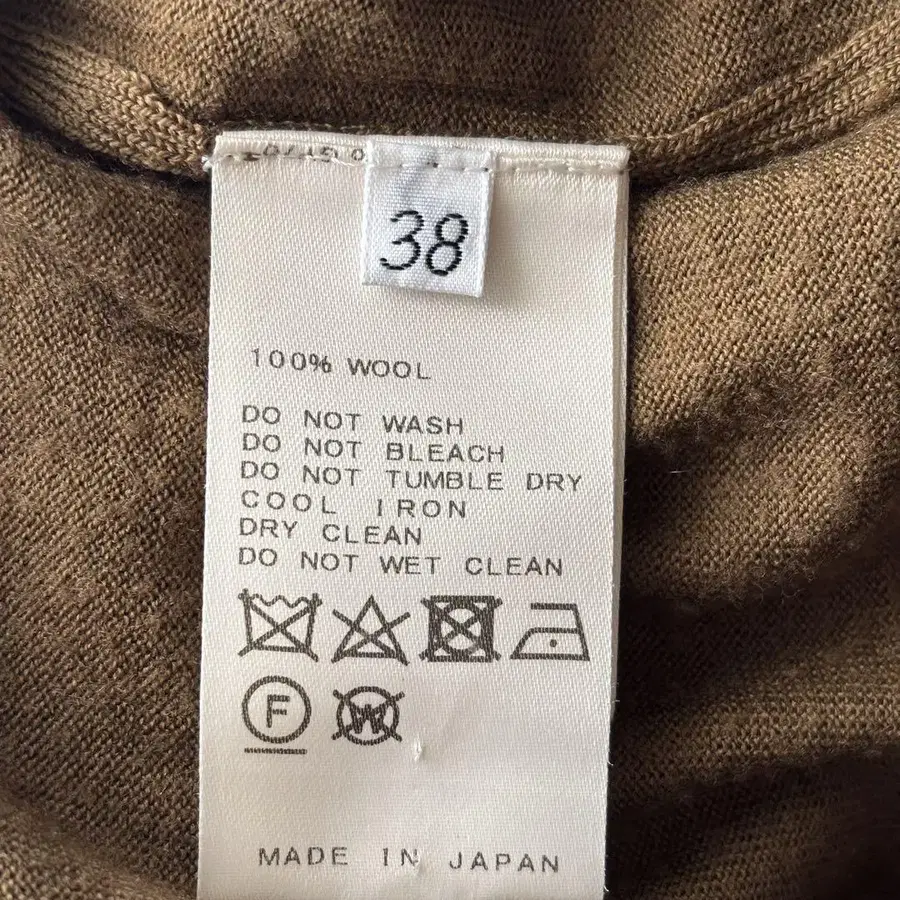 38
100% WOOL
DO NOT WASH
DO NOT BLEACH
DO NOT TUMBLE DRY
COOL IRON
DRY CLEAN
DO NOT WET CLEAN
F
W
MADE IN JAPAN